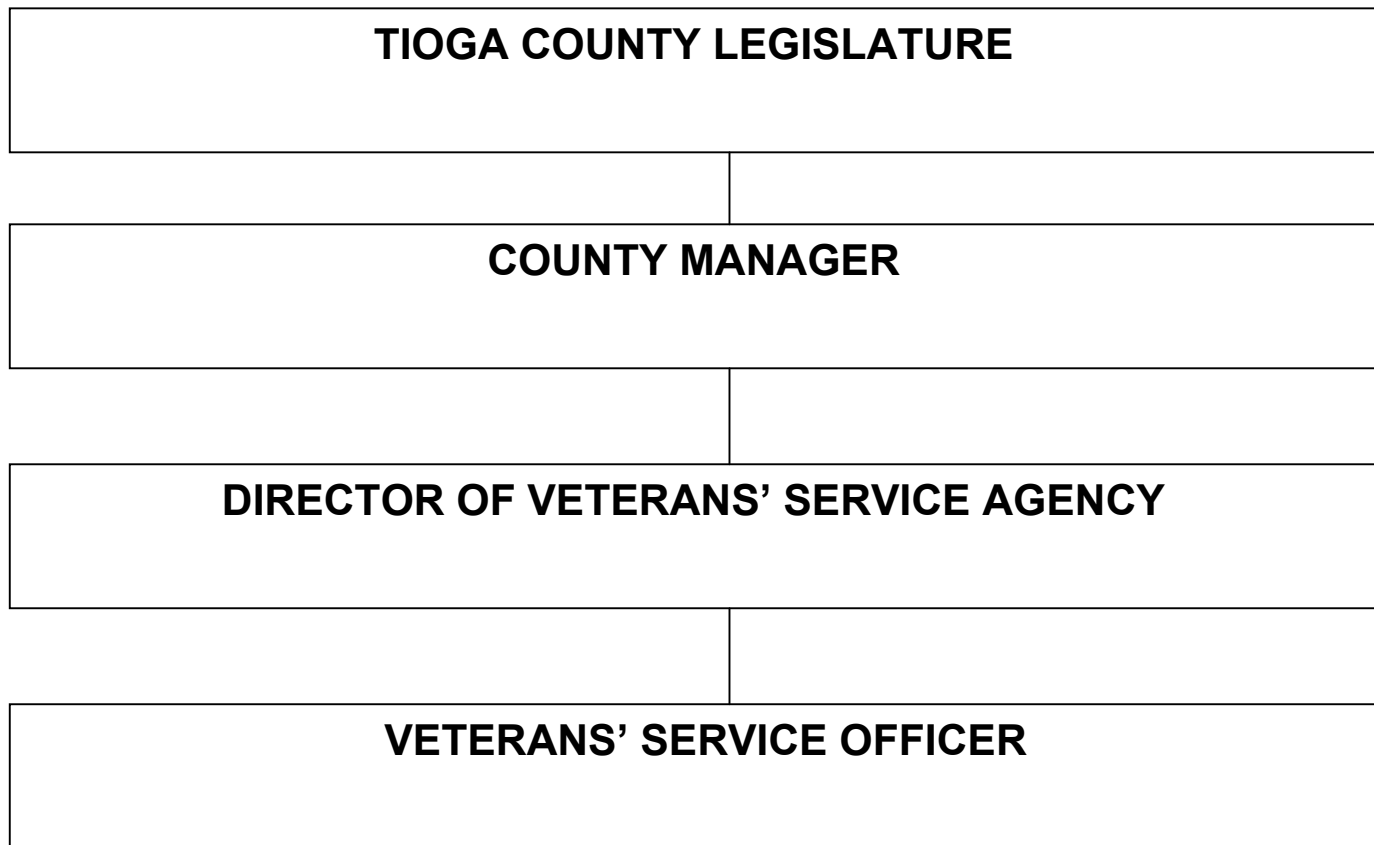 TIOGA COUNTY LEGISLATURE
COUNTY MANAGER
DIRECTOR OF VETERANS’ SERVICE AGENCY
VETERANS’ SERVICE OFFICER